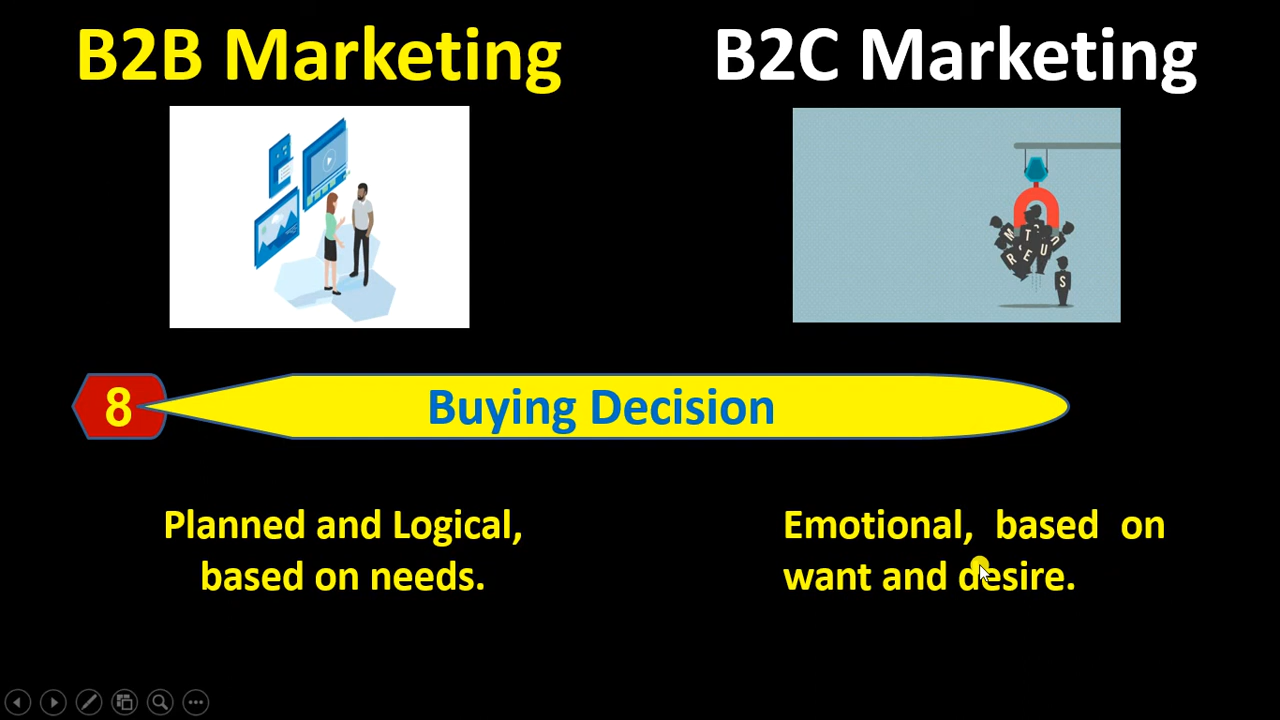 B2B Marketing
B2C Marketing
8
Buying Decision
Planned and Logical,
based on needs.
Emotional, based on
want and desire.
S